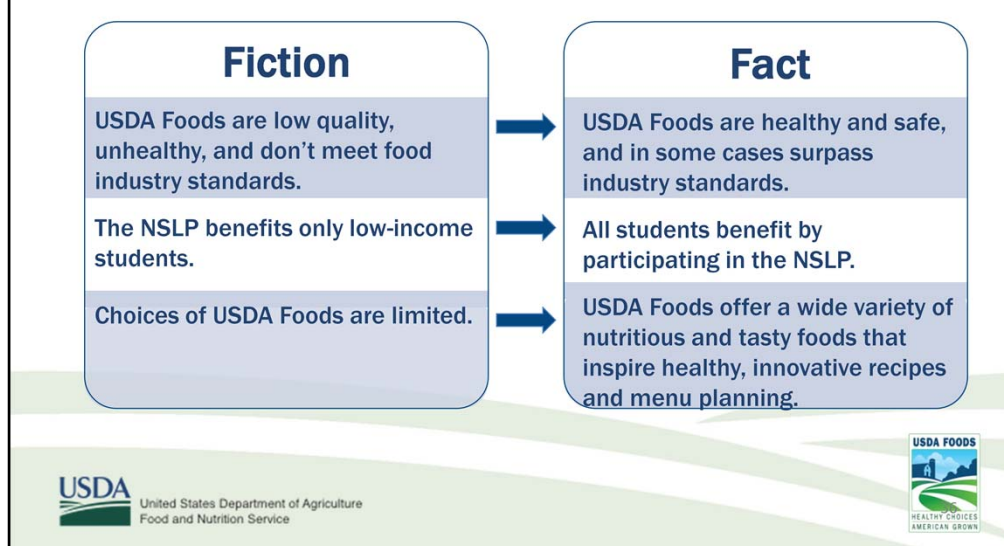 Fiction
USDA Foods are low quality,
unhealthy, and don't meet food
industry standards.
The NSLP benefits only low-income
students.
Choices of USDA Foods are limited.
Fact
USDA Foods are healthy and safe,
and in some cases surpass
industry standards.
All students benefit by
participating in the NSLP.
USDA Foods offer a wide variety of
nutritious and tasty foods that
inspire healthy, innovative recipes
and menu planning.
USDA
United States Department of Agriculture
Food and Nutrition Service
USDA FOODS
HEALTHY CHOICES
AMERICAN GROWN